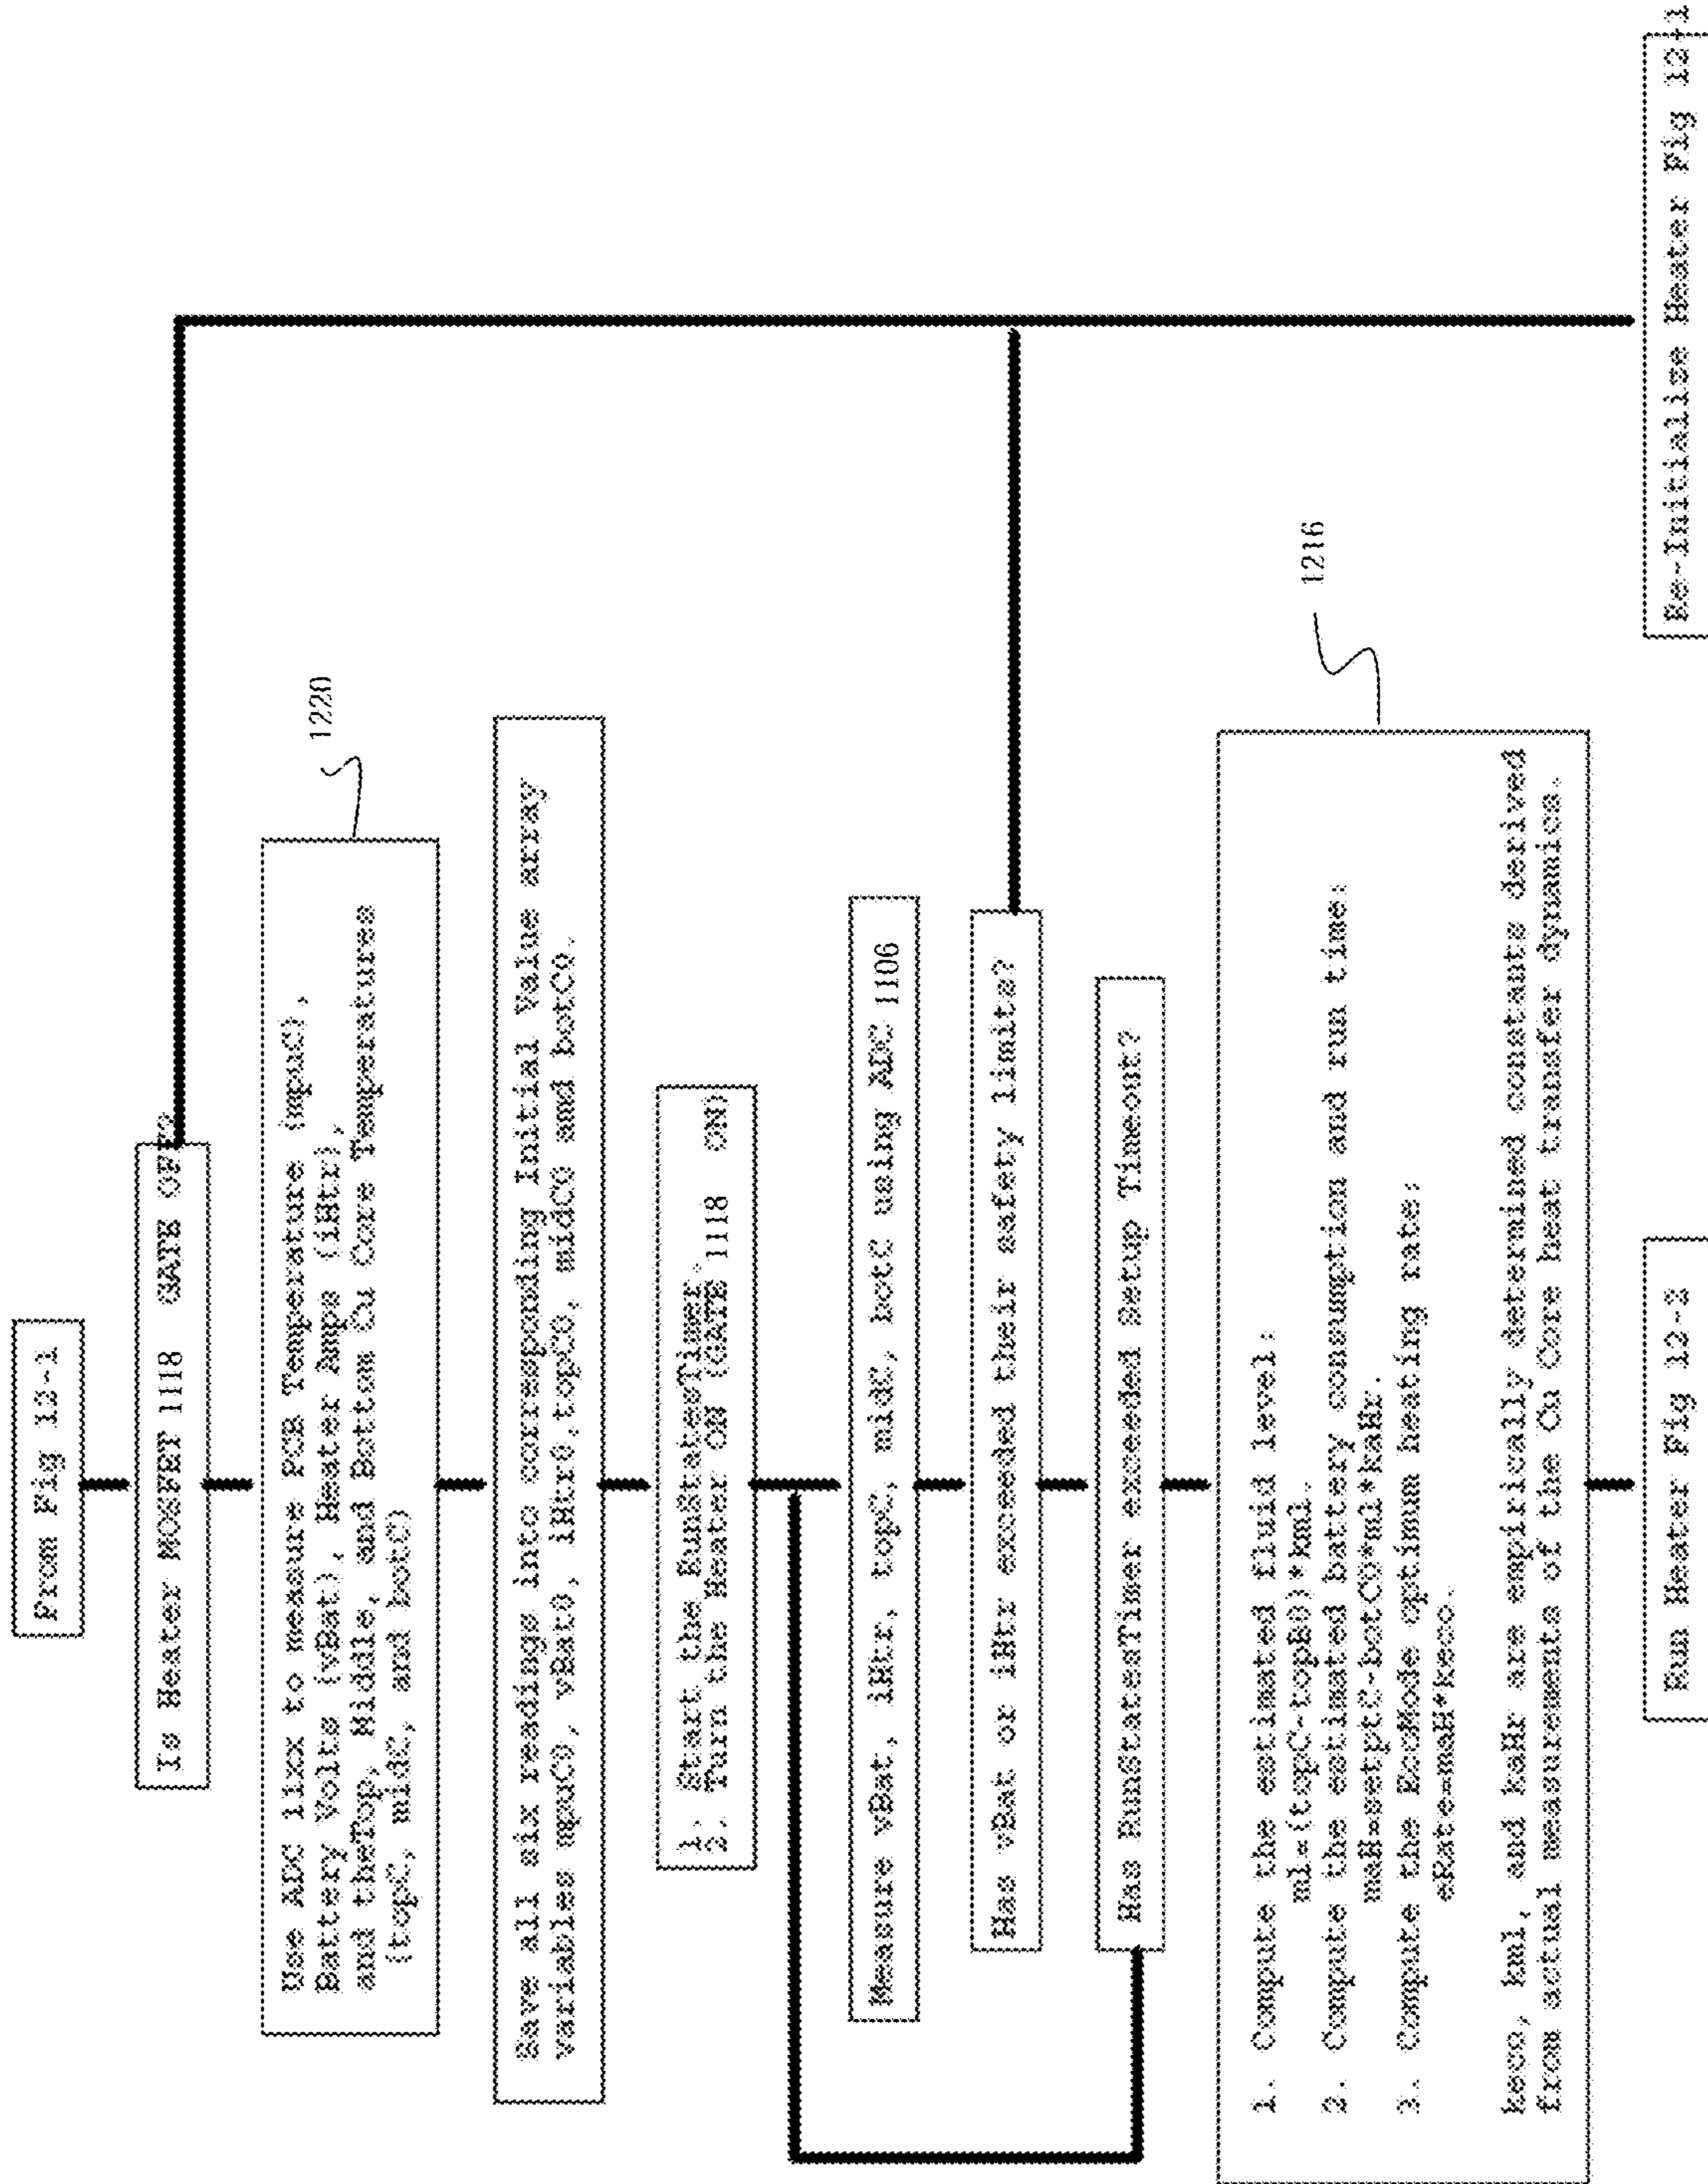 From Fig 12-1
Is Heater MOSFET 1118 GATE OFF?
Use ADC 11xx to measure PCB Temperature (mpuC),
Battery Volts (vBat), Heater Amps (iHtr),
and theTop, Middle, and Bottom Cu Core Temperatures
(topC, midC, and botC)
1220
Save all six readings into corresponding Initial Value array
variables mpuC0, vBat0, iHtr0,topC0, midC0 and botC0.
1. Start the RunStatesTimer.
2. Turn the Heater ON (GATE 1118 ON)
Measure vBat, iHtr, topC, midC, botC using ADC 1106
Has vBat or iHtr exceeded their safety limits?
Has RunStatesTimer exceeded Setup Timeout?
1. Compute the estimated fluid level:
ml=(topC-topB0)*kml.
2. Compute the estimated battery consumption and run time:
maH=setptC-botC0*ml*kaHr.
3. Compute the EcoMode optimum heating rate:
eRate=maH*keco.
keco, kml, and kaHr are empirically determined constants derived
from actual measurements of the Cu Core heat transfer dynamics.
1216
Run Heater Fig 12-3
Re-Initialise Heater Fig 12-1